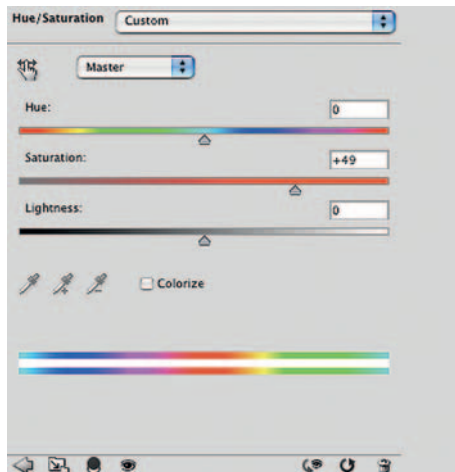 Hue/Saturation Custom
Master
Hue: 0
Saturation: +49
Lightness: 0
Colorize